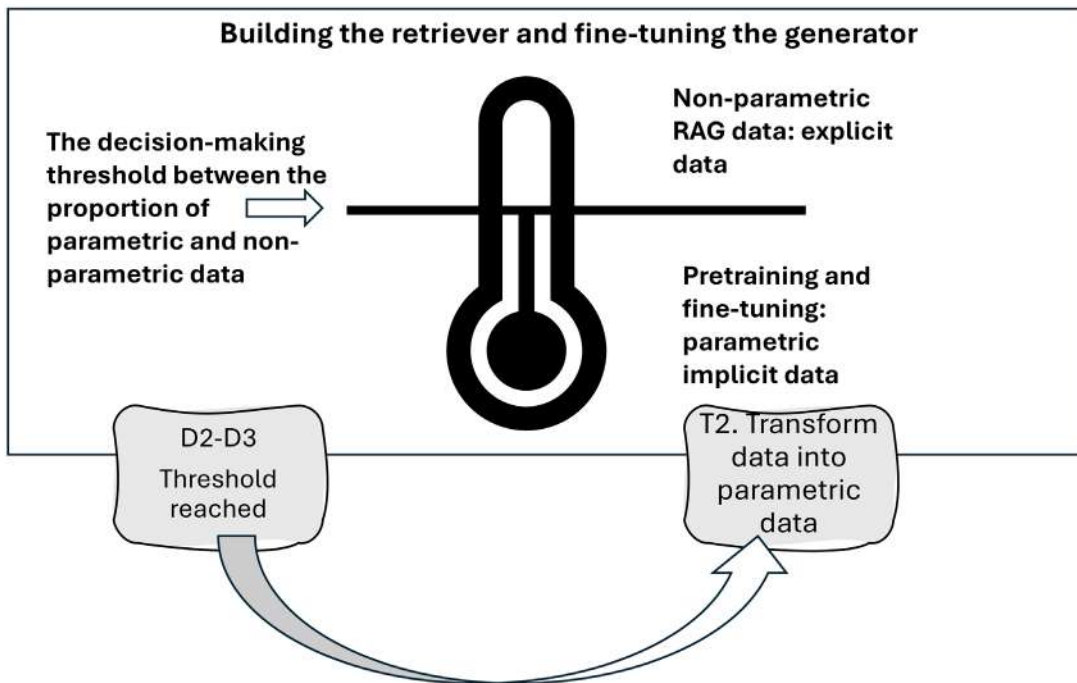 Building the retriever and fine-tuning the generator
The decision-making
threshold between the
proportion of
parametric and non-
parametric data
Non-parametric
RAG data: explicit
data
Pretraining and
fine-tuning:
parametric
implicit data
D2-D3
Threshold
reached
T2. Transform
data into
parametric
data